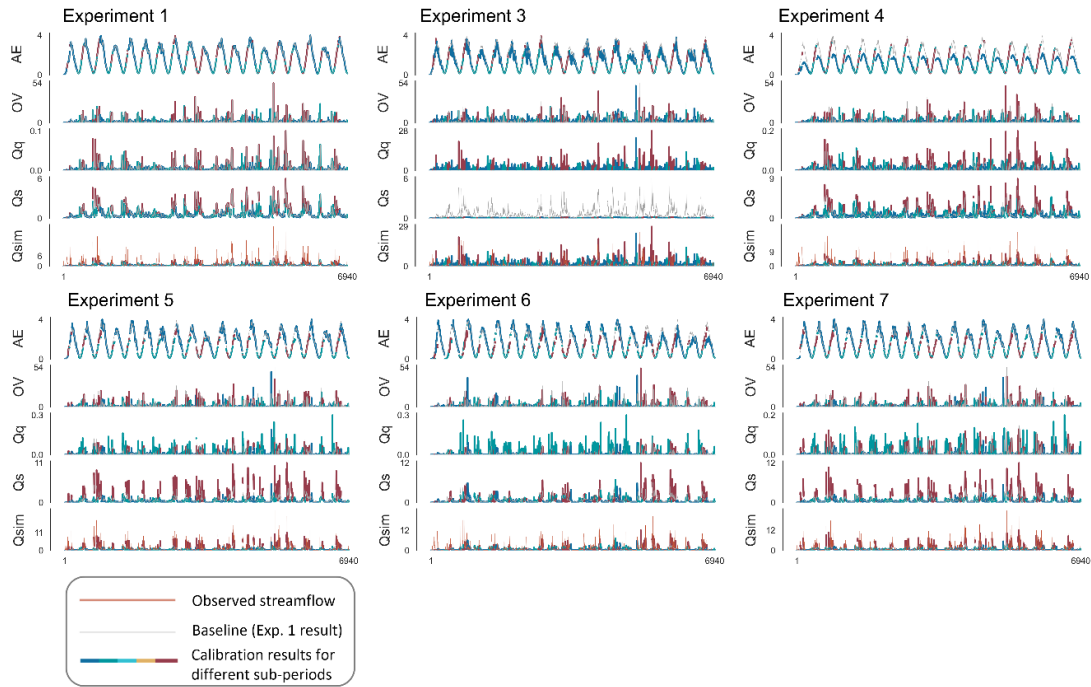 Experiment 1
AE
4
0
OV
54
0
Qq
0.1
0.0
Qs
6
0
Qsim
6
0
1
6940
Experiment 3
AE
4
0
OV
54
0
Qq
28
0
Qs
6
0
Qsim
29
0
1
6940
Experiment 4
AE
4
0
OV
54
0
Qq
0.2
0.0
Qs
9
0
Qsim
9
0
1
6940
Experiment 5
AE
4
0
OV
54
0
Qq
0.3
0.0
Qs
11
0
Qsim
11
0
1
6940
Experiment 6
AE
4
0
OV
54
0
Qq
0.3
0.0
Qs
12
0
Qsim
12
0
1
6940
Experiment 7
AE
4
0
OV
54
0
Qq
0.2
0.0
Qs
12
0
Qsim
12
0
1
6940
Observed streamflow
Baseline (Exp. 1 result)
Calibration results for
different sub-periods